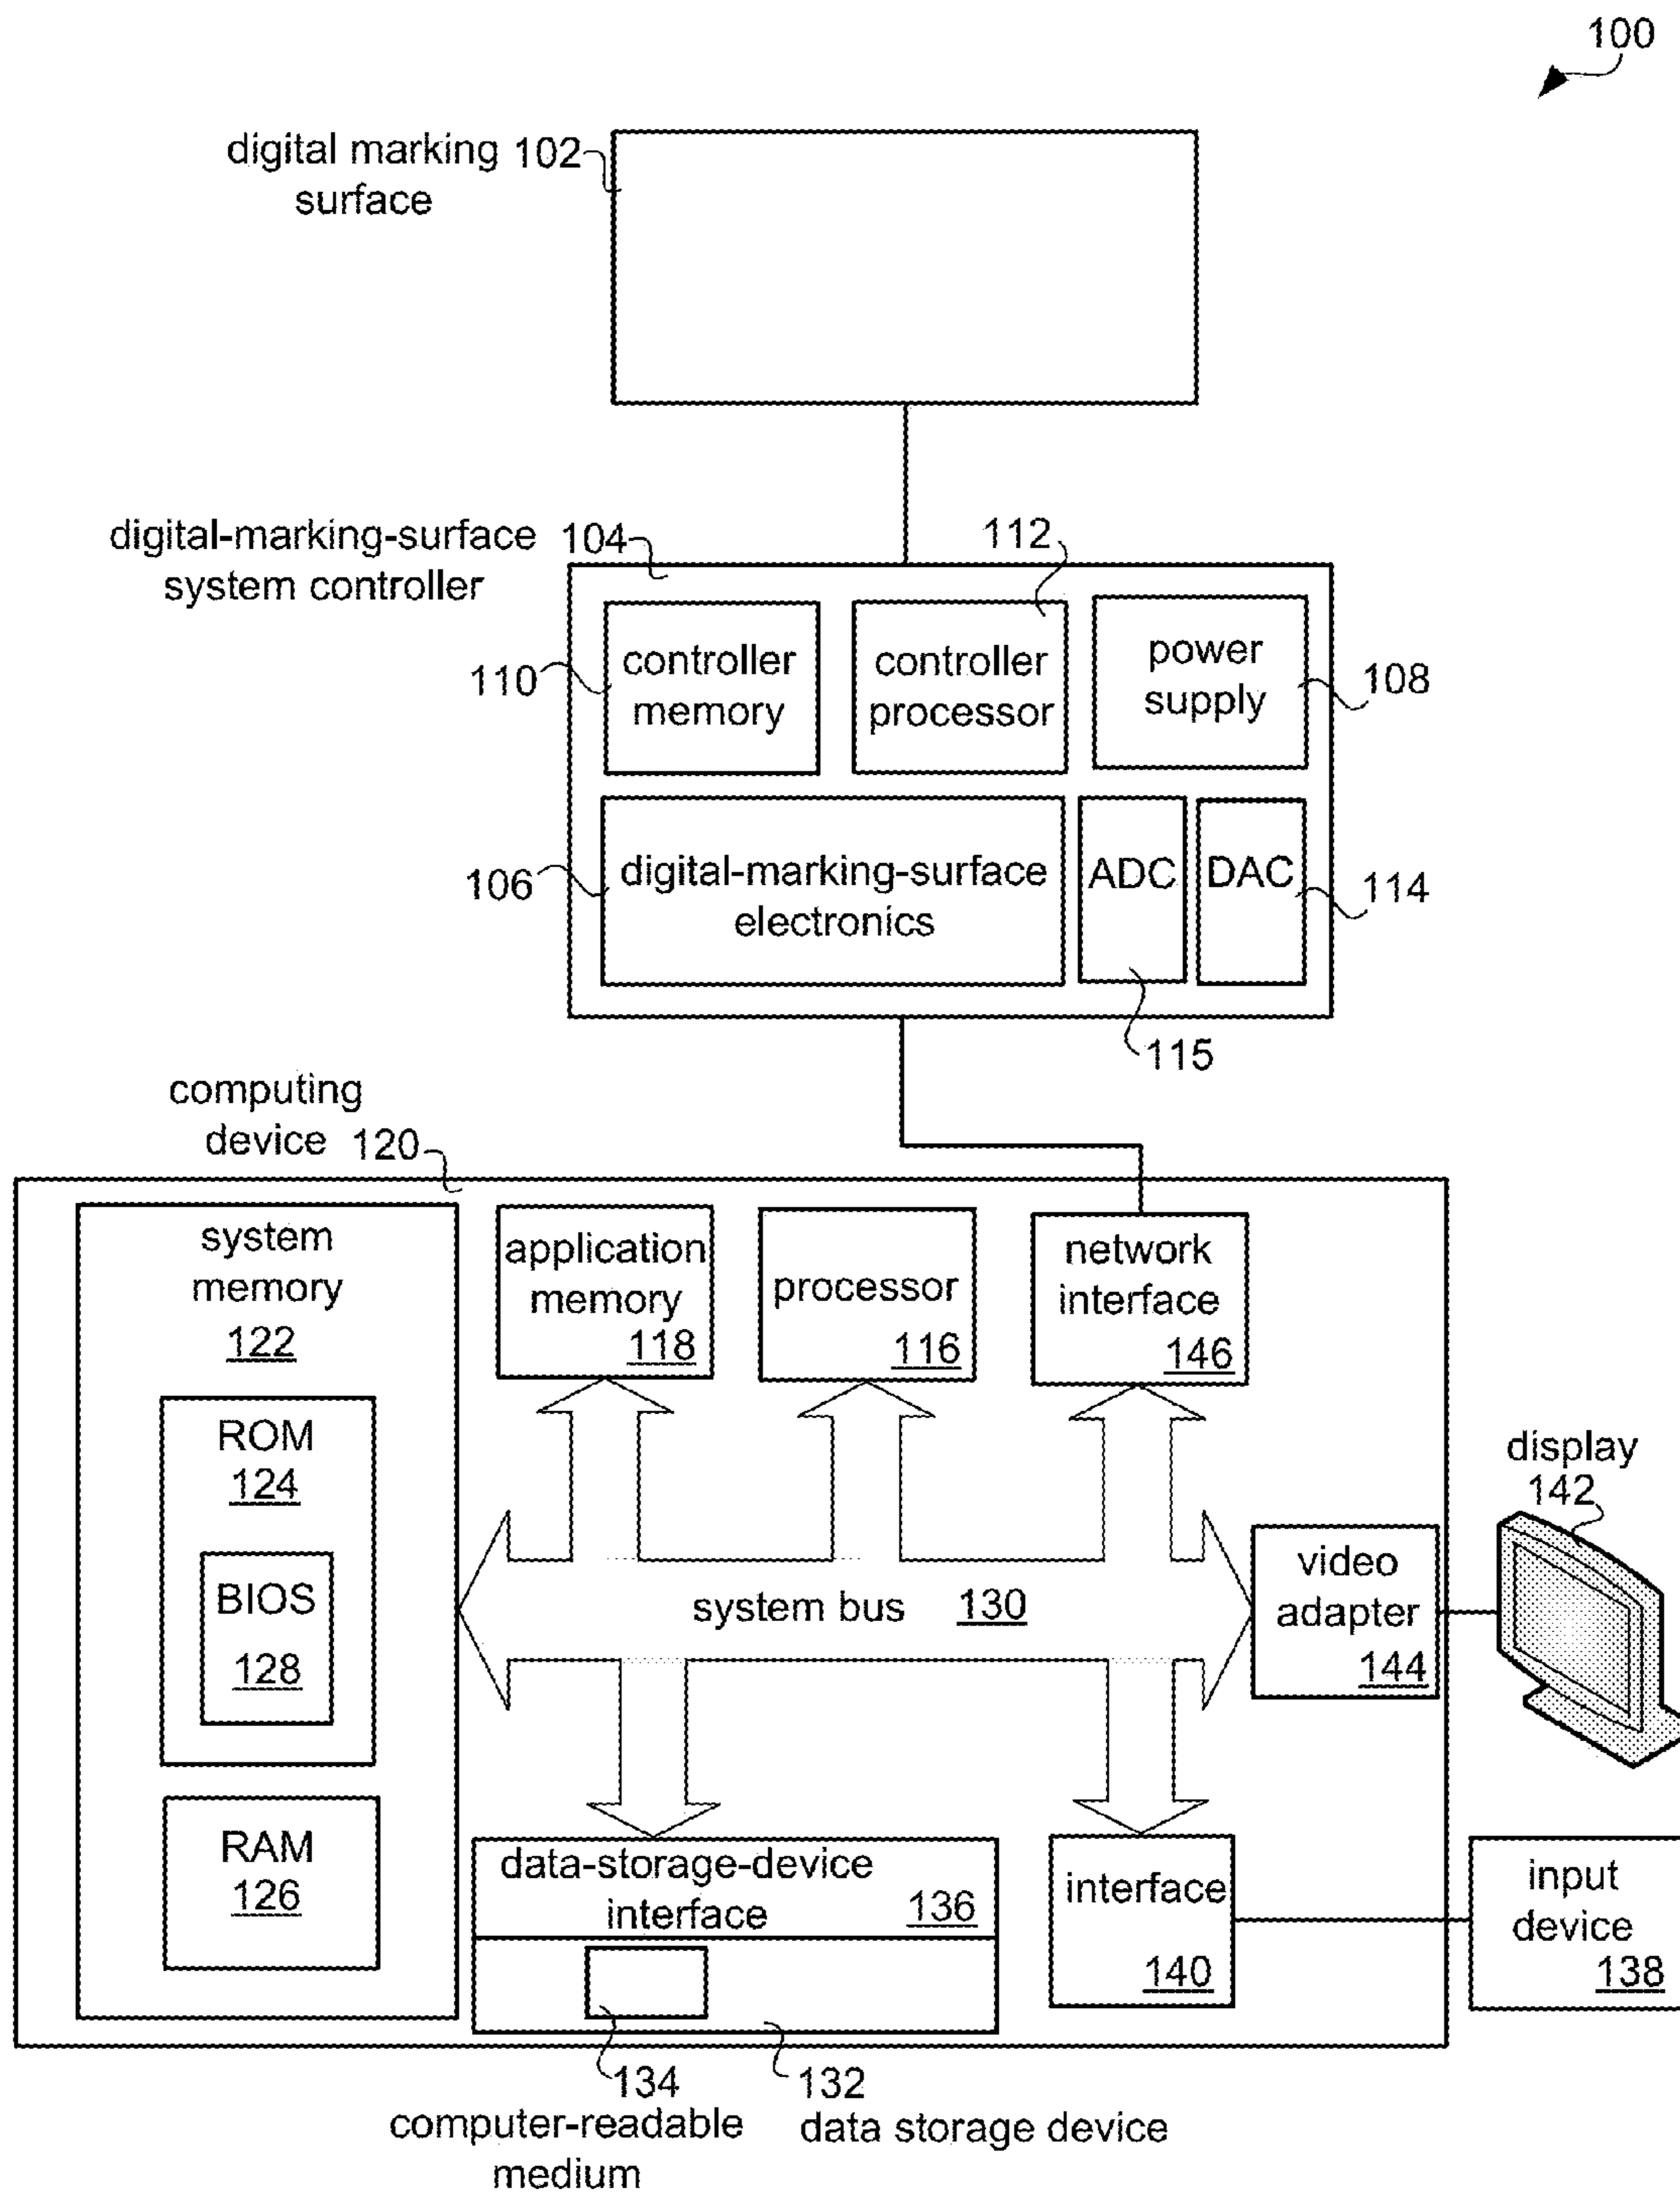 100
digital marking 102
surface
digital-marking-surface
system controller
104
112
controller
memory
110
controller
processor
power
supply
108
digital-marking-surface
electronics
106
ADC
DAC
114
115
computing
device 120
system
memory
122
application
memory
118
processor
116
network
interface
146
ROM
124
BIOS
128
RAM
126
system bus 130
video
adapter
144
display
142
data-storage-device
interface 136
interface
140
input
device
138
134
computer-readable
medium
132
data storage device